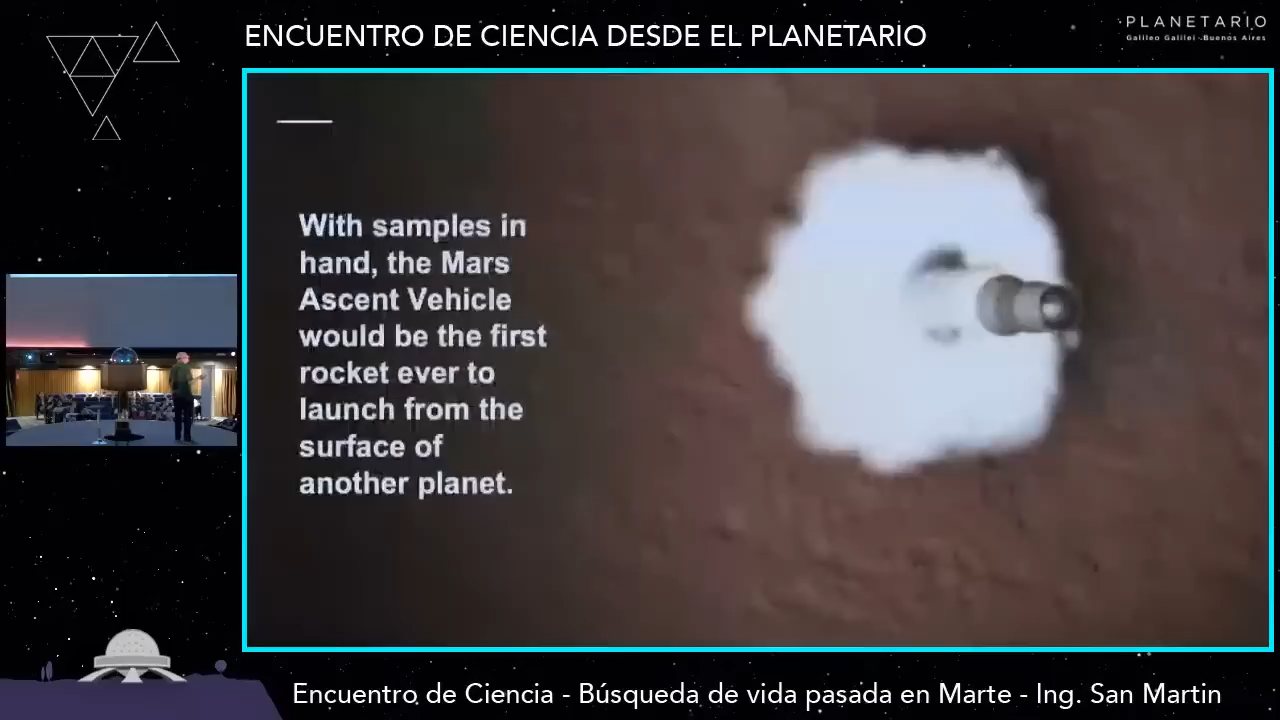 ENCUENTRO DE CIENCIA DESDE EL PLANETARIO
PLANETARIO
Galileo Galilei - Buenos Aires
With samples in
hand, the Mars
Ascent Vehicle
would be the first
rocket ever to
launch from the
surface of
another planet.
Encuentro de Ciencia - Búsqueda de vida pasada en Marte - Ing. San Martin